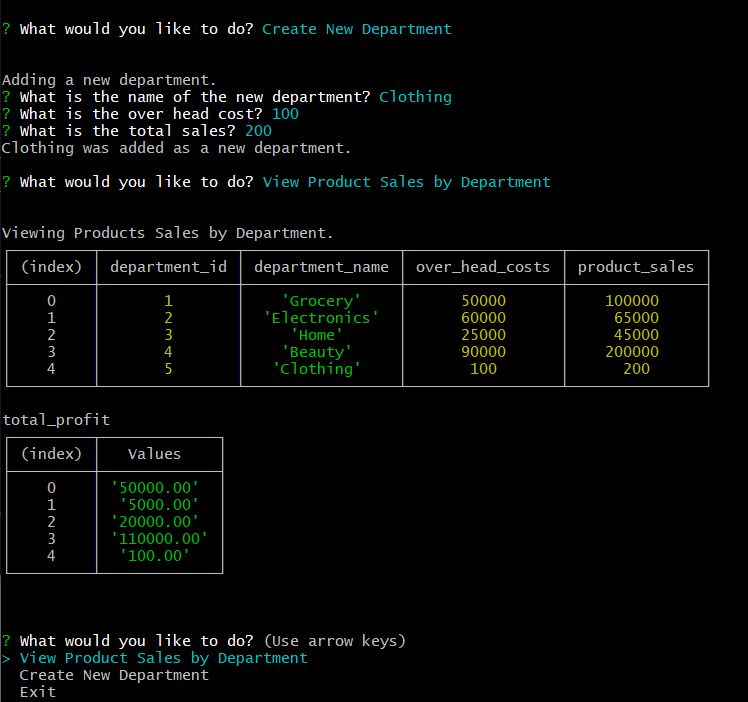 ? What would you like to do? Create New Department
Adding a new department.
? What is the name of the new department? Clothing
? What is the over head cost? 100
? What is the total sales? 200
Clothing was added as a new department.
? What would you like to do? View Product Sales by Department
Viewing Products Sales by Department.
(index) department_id department_name over_head_costs product_sales
0 1 'Grocery' 50000 100000
1 2 'Electronics' 60000 65000
2 3 'Home' 25000 45000
3 4 'Beauty' 90000 200000
4 5 'Clothing' 100 200
total_profit
(index) Values
0 '50000.00'
1 '5000.00'
2 '20000.00'
3 '110000.00'
4 '100.00'
? What would you like to do? (Use arrow keys)
> View Product Sales by Department
Create New Department
Exit